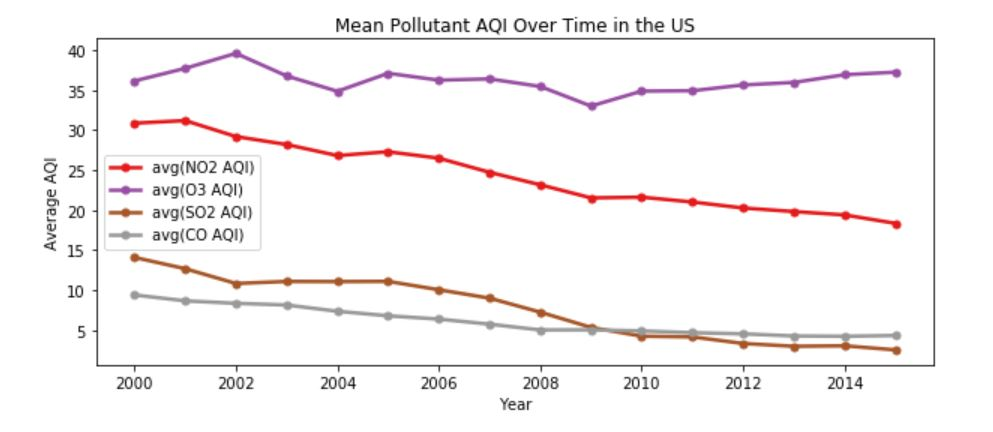 Mean Pollutant AQI Over Time in the US
40
35
30
25
20
15
10
5
Average AQI
avg(NO2 AQI)
avg(O3 AQI)
avg(SO2 AQI)
avg(CO AQI)
2000 2002 2004 2006 2008 2010 2012 2014
Year